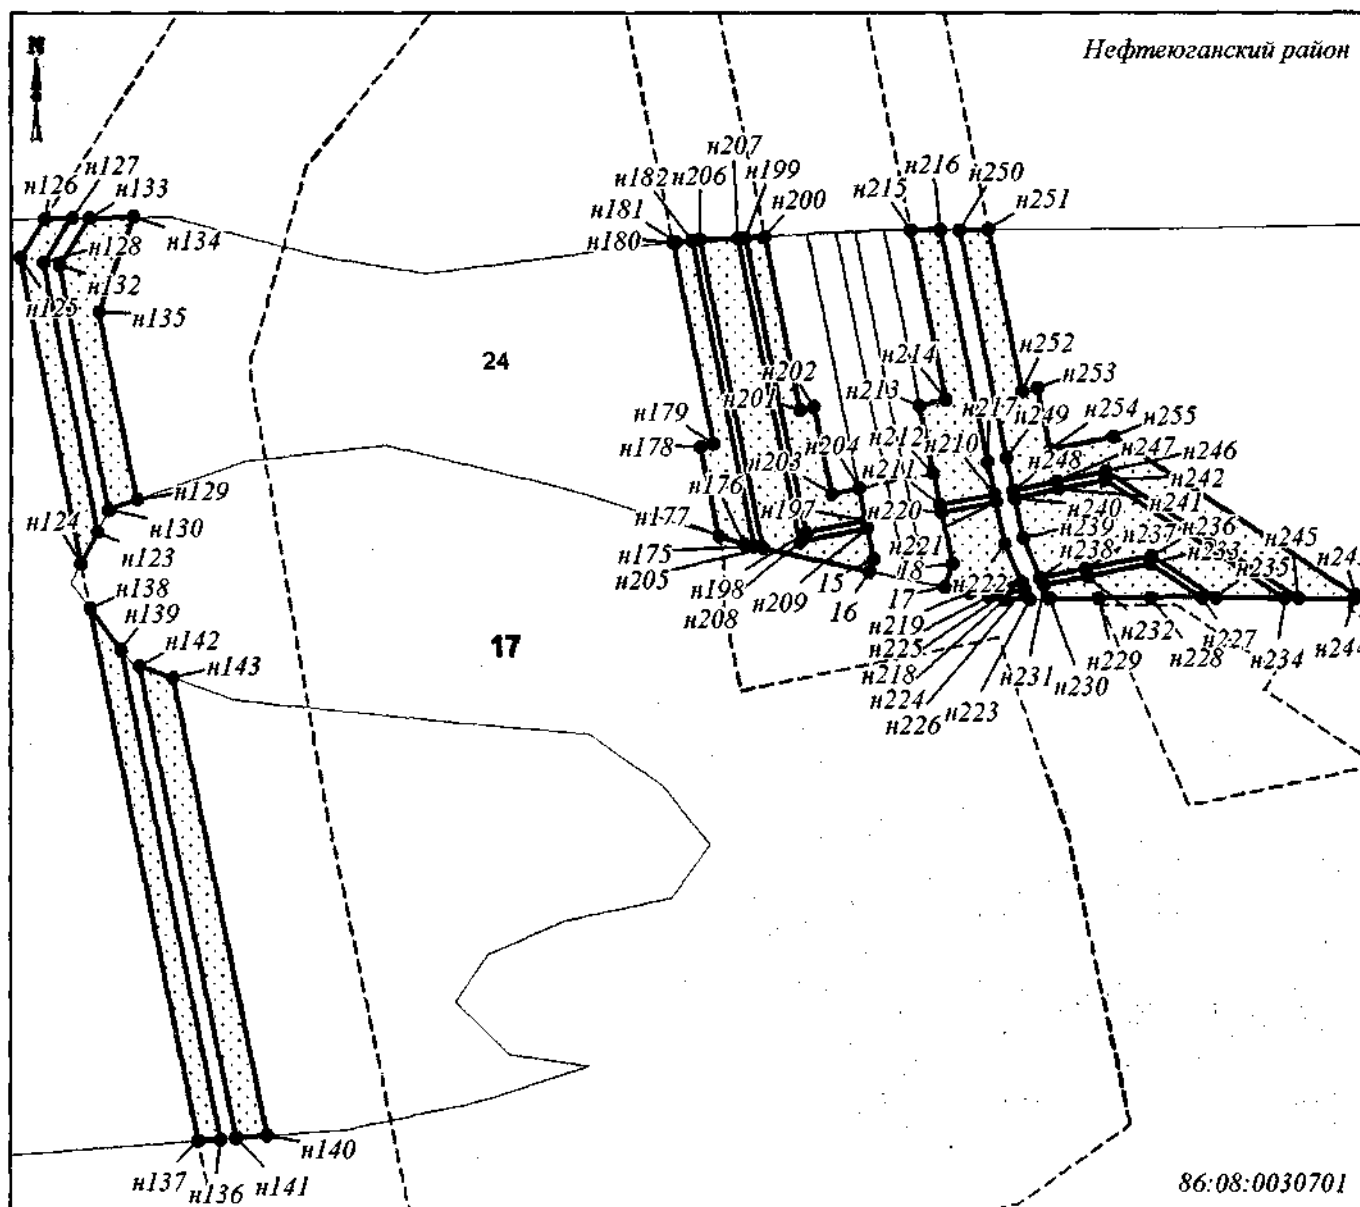 Нефтеюганский район
N
н207
н127
н182 н206
н199
н216
н250
н126
н133
н181
н200
н215
н251
н134
н180
н128
н132
н125
н135
24
н214
н252
н202
н253
н213
н201
н217
н254
н179
н249
н255
н212
н247
н178
н204
н210
н246
н203
н211
н248
н242
н176
н129
н197
н220
н240
н241
н124
н130
н177
н239
н236
н123
н237
н245
н175
н221
н238
н233
н243
н138
н205
н198
15
18
н222
н235
н139
н208
н209
16
17
н219
н232
н227
н142
17
н225
н229
н228
н234
н244
н143
н218
н231
н230
н224
н223
н226
н140
н137
н136
н141
86:08:0030701